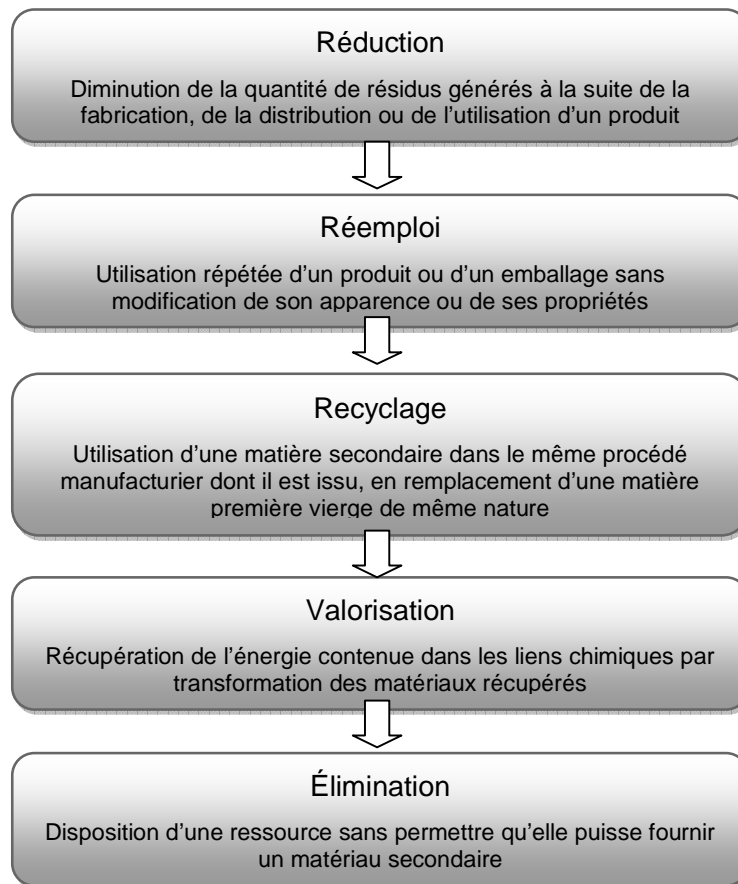 Réduction
Diminution de la quantité de résidus générés à la suite de la
fabrication, de la distribution ou de l'utilisation d'un produit
Réemploi
Utilisation répétée d'un produit ou d'un emballage sans
modification de son apparence ou de ses propriétés
Recyclage
Utilisation d'une matière secondaire dans le même procédé
manufacturier dont il est issu, en remplacement d'une matière
première vierge de même nature
Valorisation
Récupération de l'énergie contenue dans les liens chimiques par
transformation des matériaux récupérés
Élimination
Disposition d'une ressource sans permettre qu'elle puisse fournir
un matériau secondaire